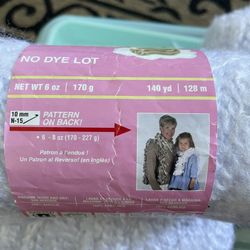 NO DYE LOT
NET WT 6 oz | 170 g 140 yd | 128 m
10 mm
N-15
PATTERN
ON BACK!
• 6 - 8 oz (170 - 227 g)
Patron a l'endos !
Un Patron al Reverso! (en Inglés)